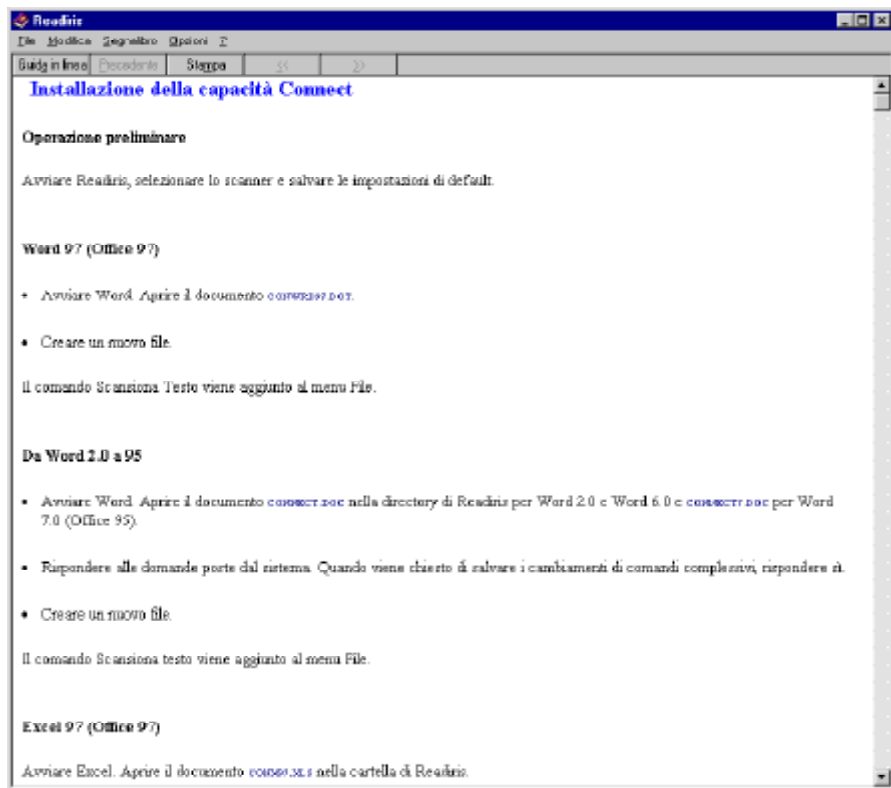 Readiris
File Modifica Segnalibro Opzioni ?
Guida in linea Precedente Stampa << >>
Installazione della capacità Connect
Operazione preliminare
Avviare Readiris, selezionare lo scanner e salvare le impostazioni di default.
Word 97 (Office 97)
• Avviare Word. Aprire il documento
• Creare un nuovo file.
Il comando Scansiona Testo viene aggiunto al menu File.
Da Word 2.0 a 95
• Avviare Word. Aprire il documento CONNECT.DOC nella directory di Readiris per Word 2.0 e Word 6.0 e CONNECT7.DOC per Word
7.0 (Office 95).
• Rispondere alle domande porte dal sistema. Quando viene chiesto di salvare i cambiamenti di comandi complessivi, rispondere sì.
• Creare un nuovo file.
Il comando Scansiona testo viene aggiunto al menu File.
Excel 97 (Office 97)
Avviare Excel. Aprire il documento nella cartella di Readiris.